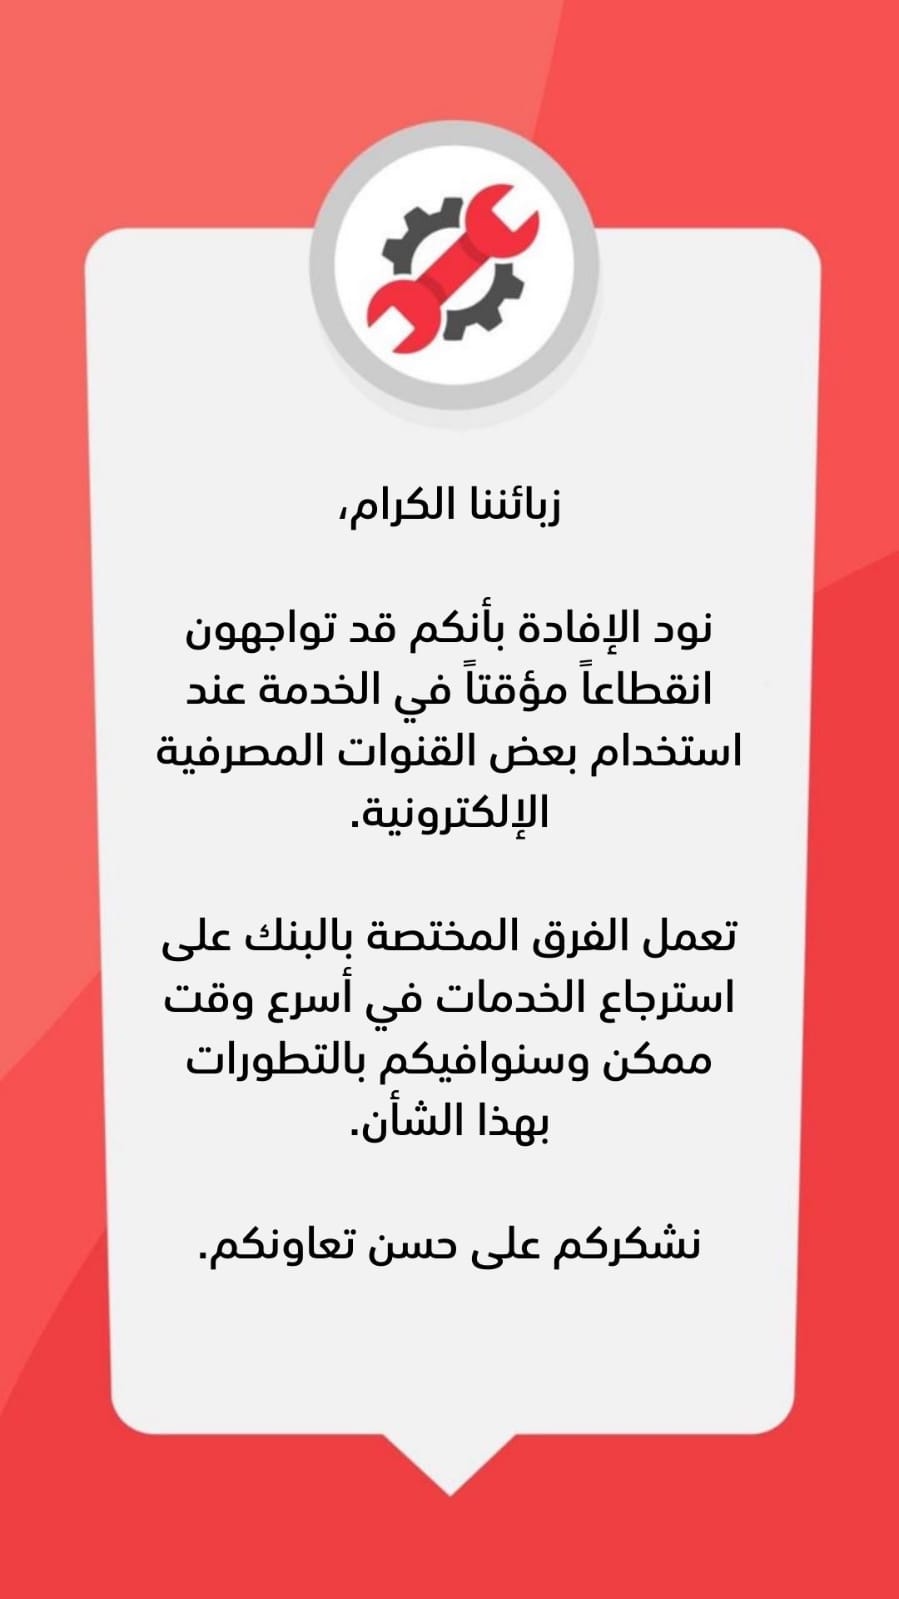 زبائننا الكرام،
نود الإفادة بأنكم قد تواجهون
انقطاعاً مؤقتاً في الخدمة عند
استخدام بعض القنوات المصرفية
الإلكترونية.
تعمل الفرق المختصة بالبنك على
استرجاع الخدمات في أسرع وقت
ممكن وسنوافيكم بالتطورات
بهذا الشأن.
نشكركم على حسن تعاونكم.